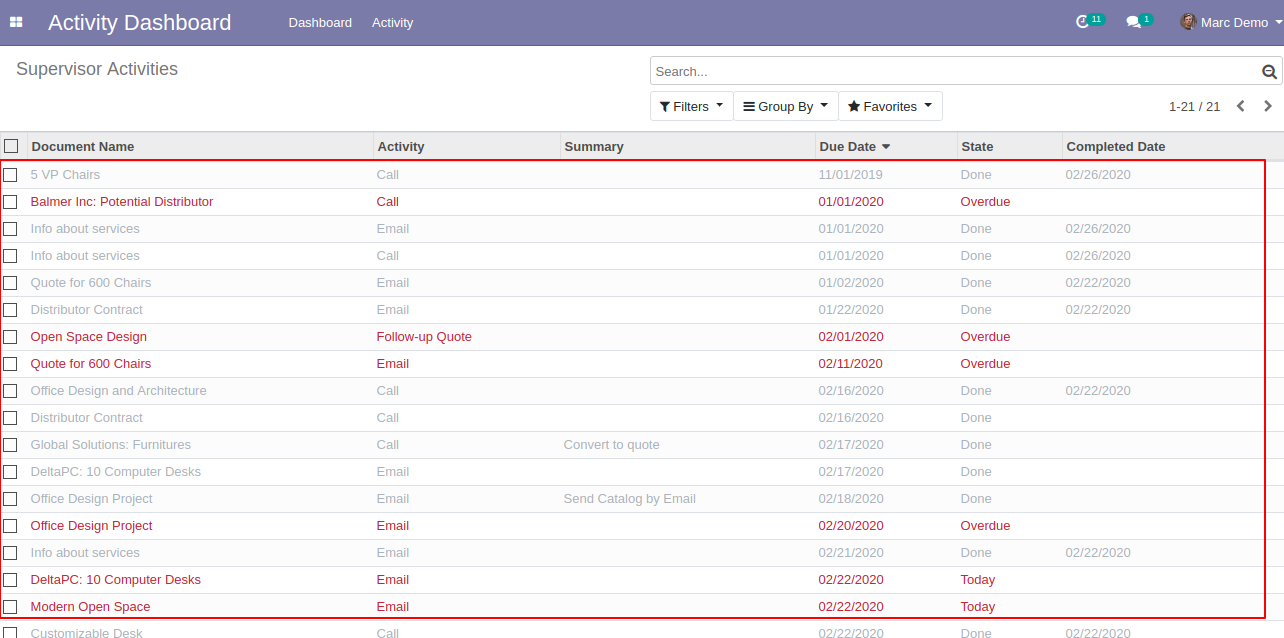 Activity Dashboard Dashboard Activity 11 1 Marc Demo
Supervisor Activities
Search...
Filters Group By Favorites 1-21 / 21
Document Name Activity Summary Due Date State Completed Date
5 VP Chairs Call 11/01/2019 Done 02/26/2020
Balmer Inc: Potential Distributor Call 01/01/2020 Overdue
Info about services Email 01/01/2020 Done 02/26/2020
Info about services Call 01/01/2020 Done 02/26/2020
Quote for 600 Chairs Email 01/02/2020 Done 02/22/2020
Distributor Contract Email 01/22/2020 Done 02/22/2020
Open Space Design Follow-up Quote 02/01/2020 Overdue
Quote for 600 Chairs Email 02/11/2020 Overdue
Office Design and Architecture Call 02/16/2020 Done 02/22/2020
Distributor Contract Call 02/16/2020 Done
Global Solutions: Furnitures Call Convert to quote 02/17/2020 Done
DeltaPC: 10 Computer Desks Email 02/17/2020 Done
Office Design Project Email Send Catalog by Email 02/18/2020 Done
Office Design Project Email 02/20/2020 Overdue
Info about services Email 02/21/2020 Done 02/22/2020
DeltaPC: 10 Computer Desks Email 02/22/2020 Today
Modern Open Space Email 02/22/2020 Today
Customizable Desk Call 02/22/2020 Done 02/22/2020